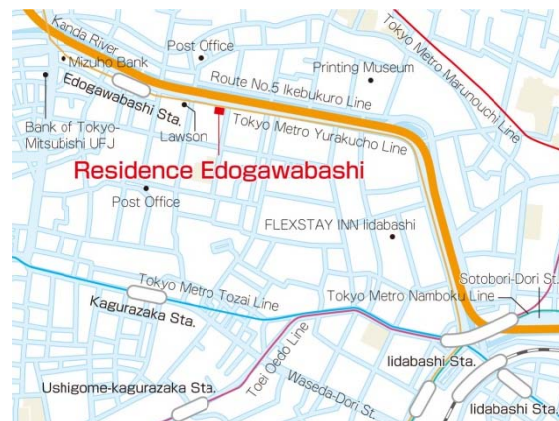 Kanda River
Post Office
Mizuho Bank
Edogawabashi Sta.
Printing Museum
Tokyo Metro Marunouchi Line
Route No.5 Ikebukuro Line
Bank of Tokyo-
Mitsubishi UFJ
Lawson
Tokyo Metro Yurakucho Line
Residence Edogawabashi
Post Office
FLEXSTAY INN Iidabashi
Sotobori-Dori St.
Tokyo Metro Tozai Line
Tokyo Metro Namboku Line
Kagurazaka Sta.
Toei Oedo Line
Iidabashi Sta.
Waseda-Dori St.
Ushigome-kagurazaka Sta.
Iidabashi Sta.